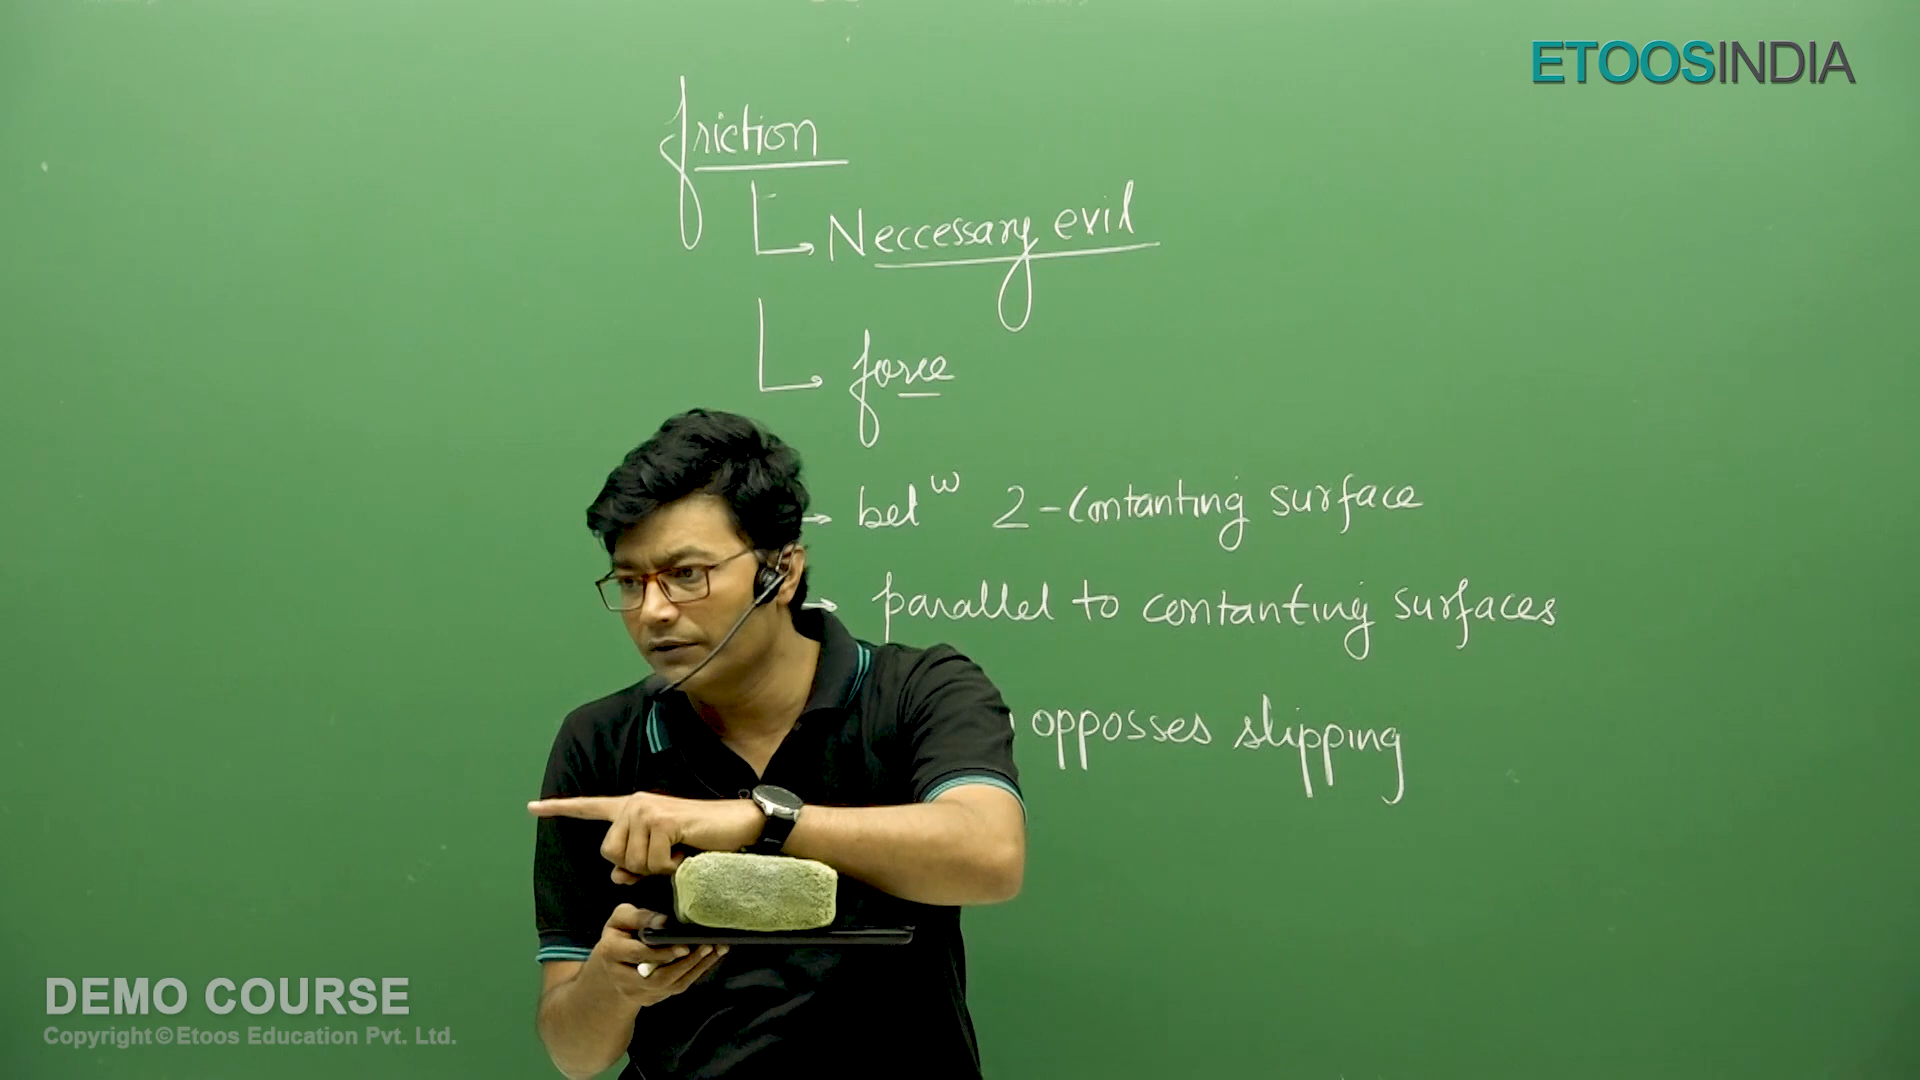 ETOOSINDIA
friction
Neccessary evil
force
betw 2-Contanting surface
parallel to contanting surfaces
opposses slipping
DEMO COURSE
Copyright©Etoos Education Pvt. Ltd.